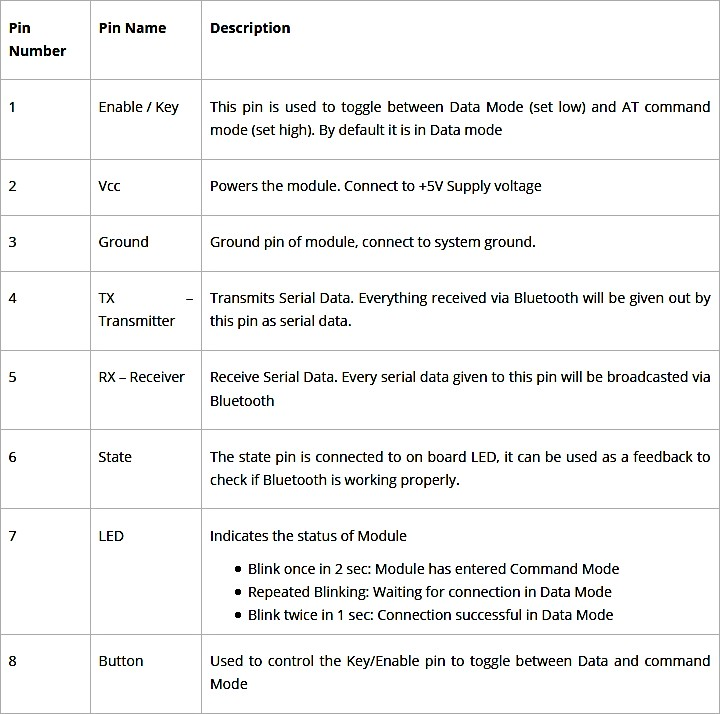 Pin Number Pin Name Description
1 Enable / Key This pin is used to toggle between Data Mode (set low) and AT command
mode (set high). By default it is in Data mode
2 Vcc Powers the module. Connect to +5V Supply voltage
3 Ground Ground pin of module, connect to system ground.
4 TX – Transmitter Transmits Serial Data. Everything received via Bluetooth will be given out by
this pin as serial data.
5 RX – Receiver Receive Serial Data. Every serial data given to this pin will be broadcasted via
Bluetooth
6 State The state pin is connected to on board LED, it can be used as a feedback to
check if Bluetooth is working properly.
7 LED Indicates the status of Module
• Blink once in 2 sec: Module has entered Command Mode
• Repeated Blinking: Waiting for connection in Data Mode
• Blink twice in 1 sec: Connection successful in Data Mode
8 Button Used to control the Key/Enable pin to toggle between Data and command
Mode